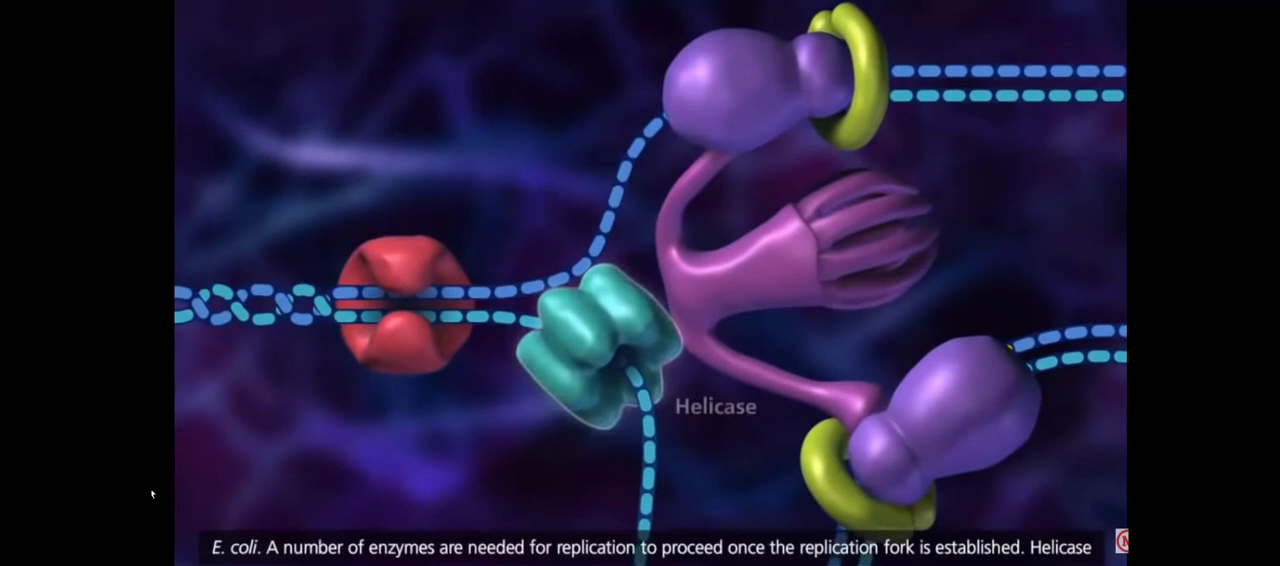 Helicase
E. coli. A number of enzymes are needed for replication to proceed once the replication fork is established. Helicase